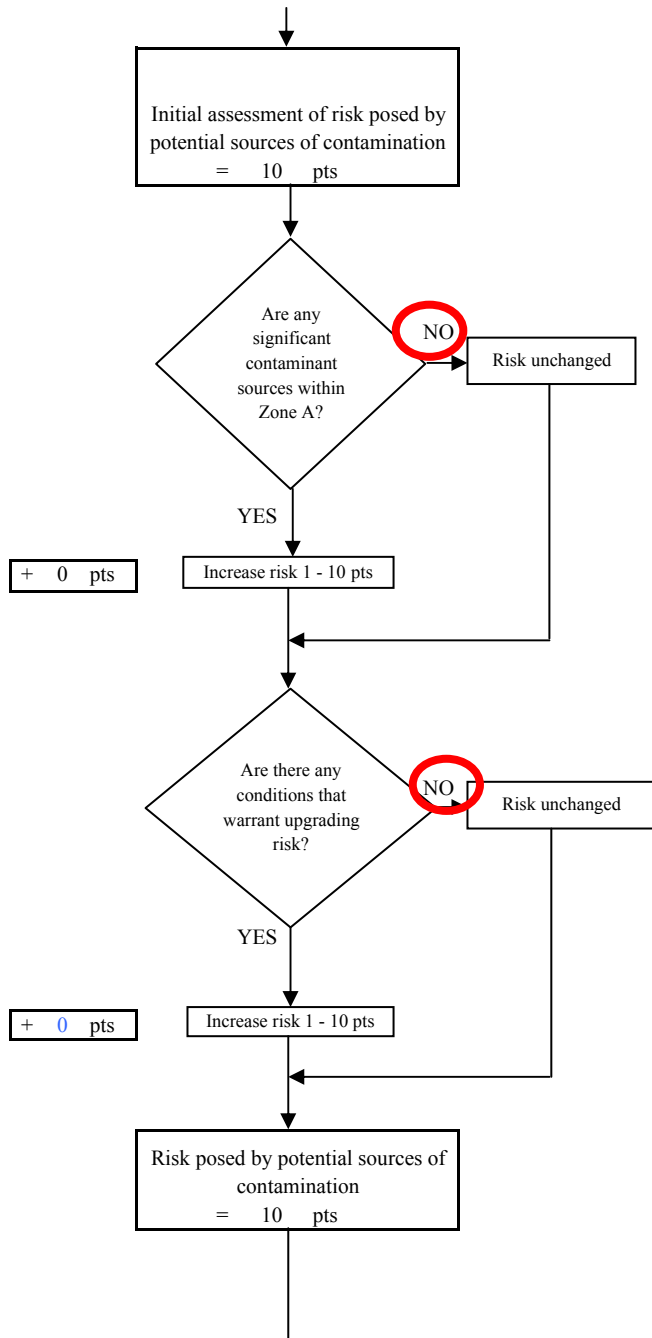 Initial assessment of risk posed by
potential sources of contamination
= 10 pts
Are any
significant
contaminant
sources within
Zone A?
NO
Risk unchanged
YES
+ 0 pts
Increase risk 1 - 10 pts
Are there any
conditions that
warrant upgrading
risk?
NO
Risk unchanged
YES
+ 0 pts
Increase risk 1 - 10 pts
Risk posed by potential sources of
contamination
= 10 pts